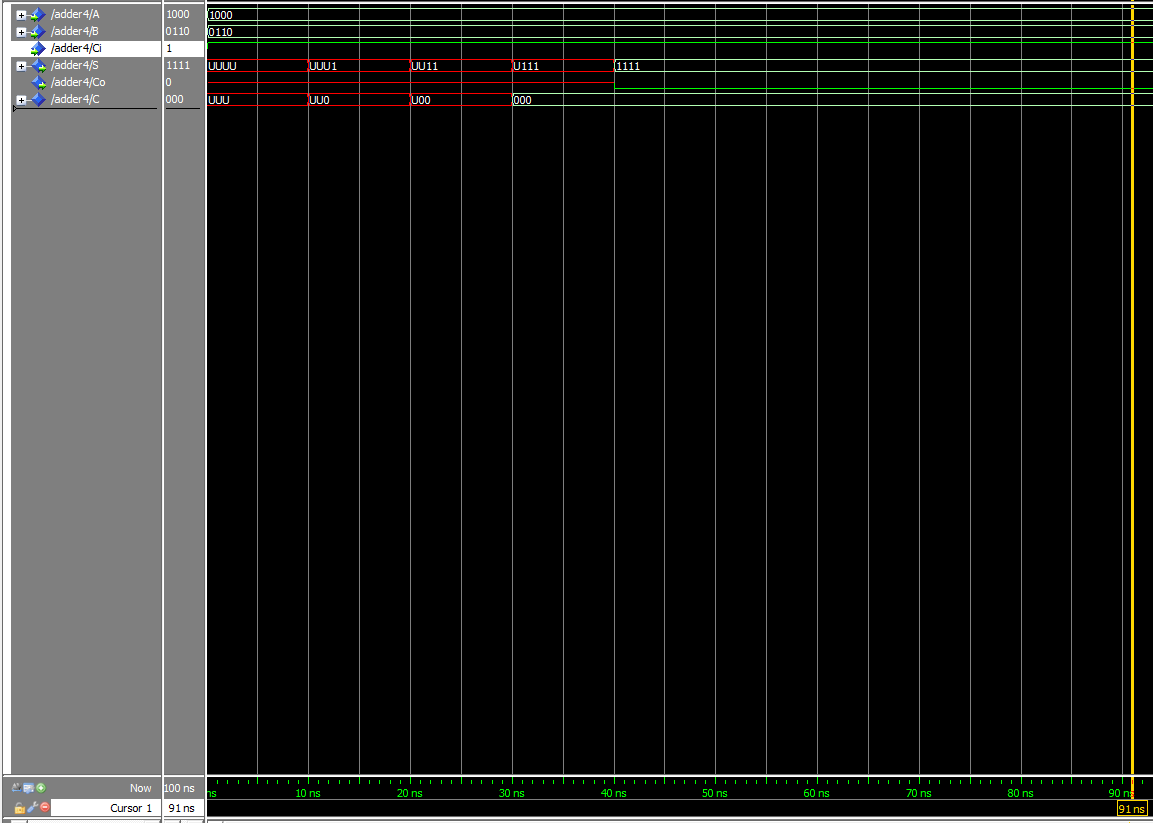 /adder4/A 1000 1000
/adder4/B 0110 0110
/adder4/Ci 1
/adder4/S 1111 UUUU UUU1 UU11 U111 1111
/adder4/Co 0
/adder4/C 000 UUU UU0 U00 000
Now 100 ns ns 10 ns 20 ns 30 ns 40 ns 50 ns 60 ns 70 ns 80 ns 90 ns
Cursor 1 91 ns 91 ns